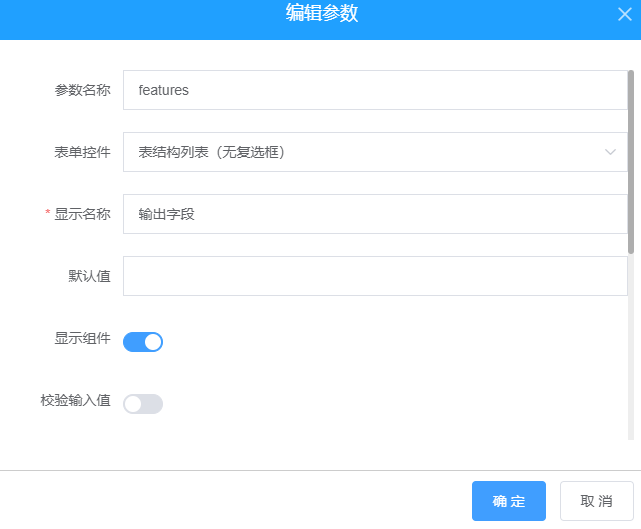 编辑参数
参数名称 features
表单控件 表结构列表（无复选框）
* 显示名称 输出字段
默认值
显示组件
校验输入值
确 定 取 消